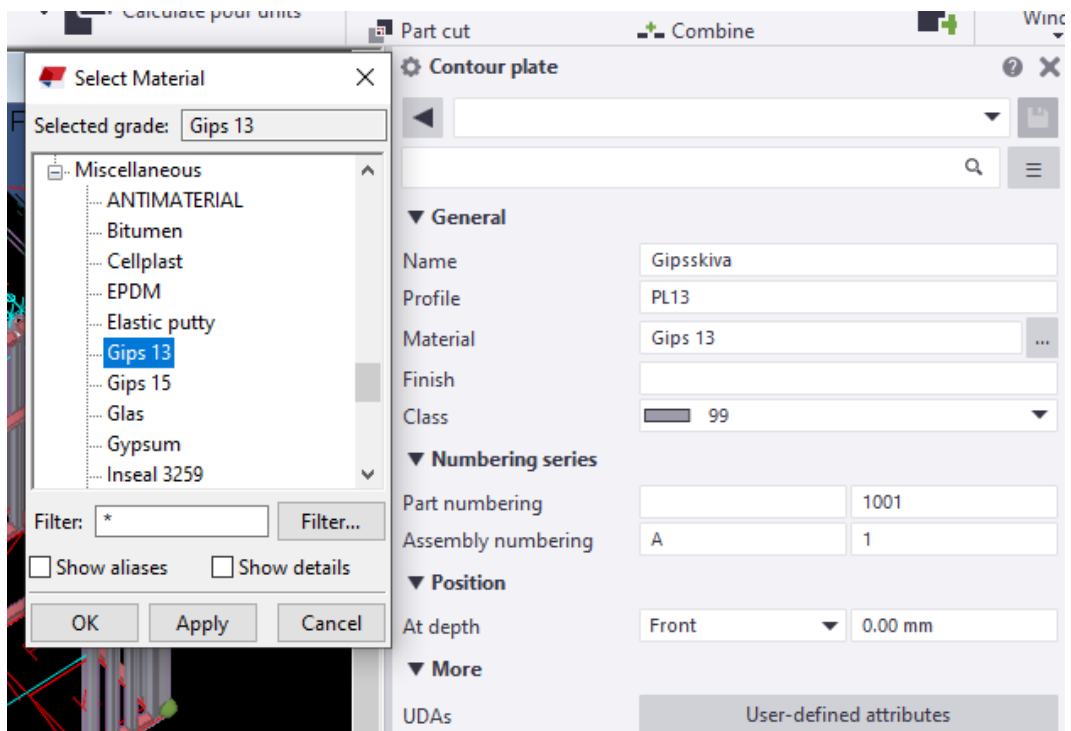 Calculate pour units
Part cut
Combine
Select Material
Selected grade: Gips 13
Miscellaneous
ANTIMATERIAL
Bitumen
Cellplast
EPDM
Elastic putty
Gips 13
Gips 15
Glas
Gypsum
Inseal 3259
Filter: *
Filter...
Show aliases
Show details
OK
Apply
Cancel
Contour plate
General
Name Gipsskiva
Profile PL13
Material Gips 13 ...
Finish
Class 99
Numbering series
Part numbering 1001
Assembly numbering A 1
Position
At depth Front 0.00 mm
More
UDAs User-defined attributes